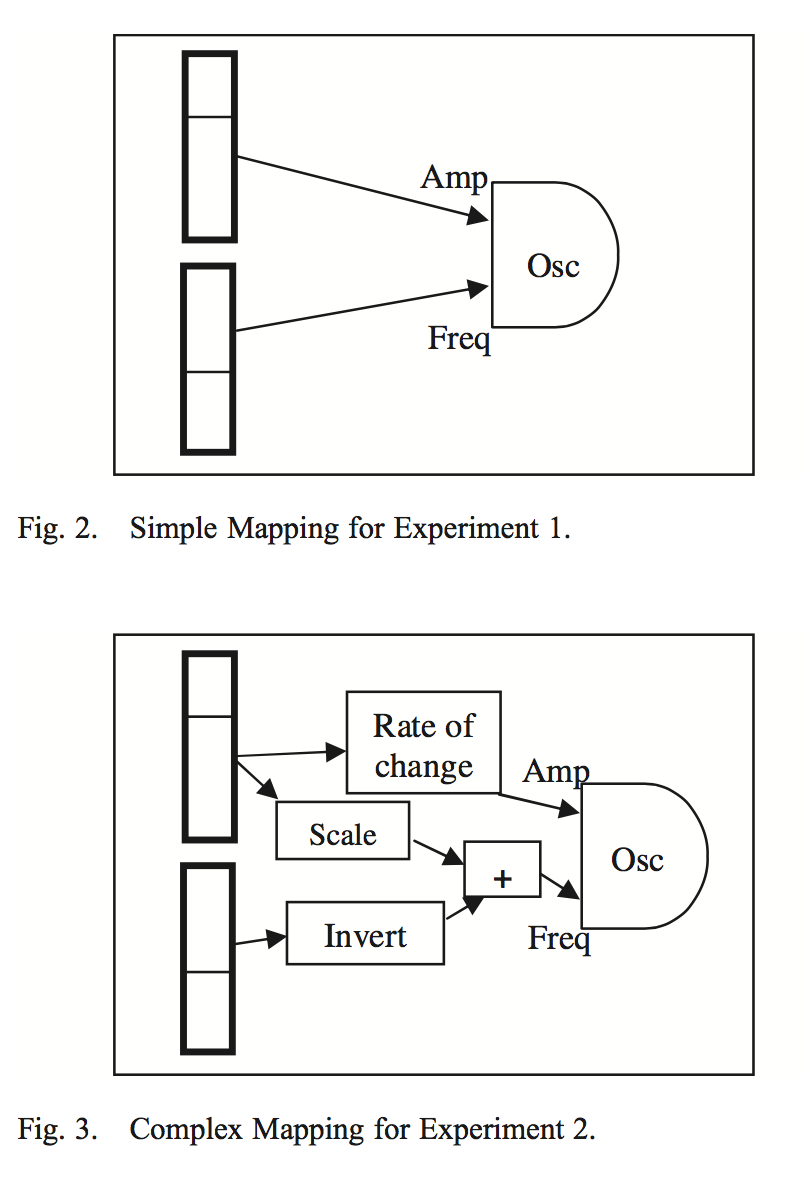 Amp
Osc
Freq
Fig. 2. Simple Mapping for Experiment 1.
Rate of
change
Amp
Scale
Osc
+
Invert
Freq
Fig. 3. Complex Mapping for Experiment 2.